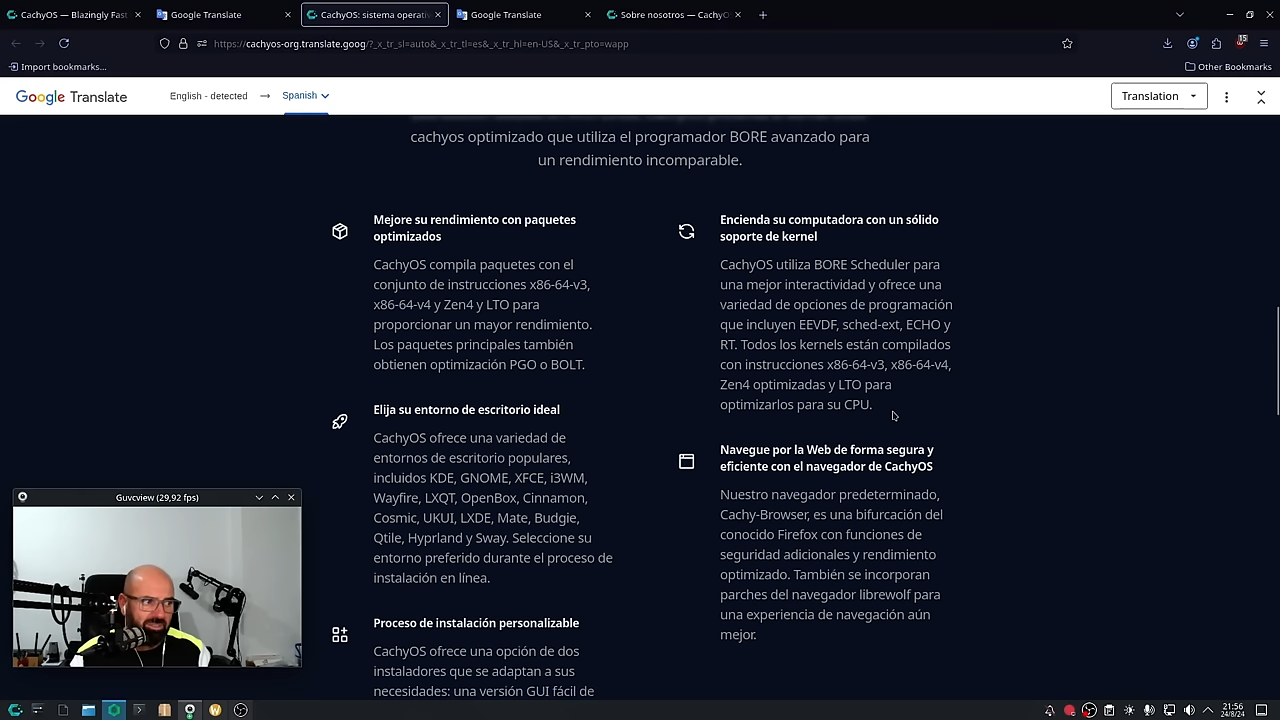 CachyOS — Blazingly Fast
Google Translate
CachyOS: sistema operati
Google Translate
Sobre nosotros — CachyO
https://cachyos-org.translate.goog/?_x_tr_sl=auto&_x_tr_tl=es&_x_tr_hl=en-US&_x_tr_pto=wapp
15
Import bookmarks...
Other Bookmarks
Google Translate
English - detected
Spanish
Translation
cachyos optimizado que utiliza el programador BORE avanzado para
un rendimiento incomparable.
Mejore su rendimiento con paquetes
optimizados
CachyOS compila paquetes con el
conjunto de instrucciones x86-64-v3,
x86-64-v4 y Zen4 y LTO para
proporcionar un mayor rendimiento.
Los paquetes principales también
obtienen optimización PGO o BOLT.
Elija su entorno de escritorio ideal
CachyOS ofrece una variedad de
entornos de escritorio populares,
incluidos KDE, GNOME, XFCE, i3WM,
Wayfire, LXQT, OpenBox, Cinnamon,
Cosmic, UKUI, LXDE, Mate, Budgie,
Qtile, Hyprland y Sway. Seleccione su
entorno preferido durante el proceso de
instalación en línea.
Proceso de instalación personalizable
CachyOS ofrece una opción de dos
instaladores que se adaptan a sus
necesidades: una versión GUI fácil de
Encienda su computadora con un sólido
soporte de kernel
CachyOS utiliza BORE Scheduler para
una mejor interactividad y ofrece una
variedad de opciones de programación
que incluyen EEVDF, sched-ext, ECHO y
RT. Todos los kernels están compilados
con instrucciones x86-64-v3, x86-64-v4,
Zen4 optimizadas y LTO para
optimizarlos para su CPU.
Navegue por la Web de forma segura y
eficiente con el navegador de CachyOS
Nuestro navegador predeterminado,
Cachy-Browser, es una bifurcación del
conocido Firefox con funciones de
seguridad adicionales y rendimiento
optimizado. También se incorporan
parches del navegador librewolf para
una experiencia de navegación aún
mejor.
Guvcview (29,92 fps)
21:56
24/8/24